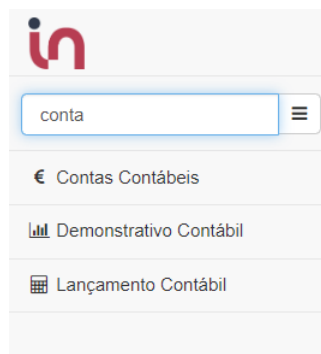 in
conta
€ Contas Contábeis
Demonstrativo Contábil
Lançamento Contábil